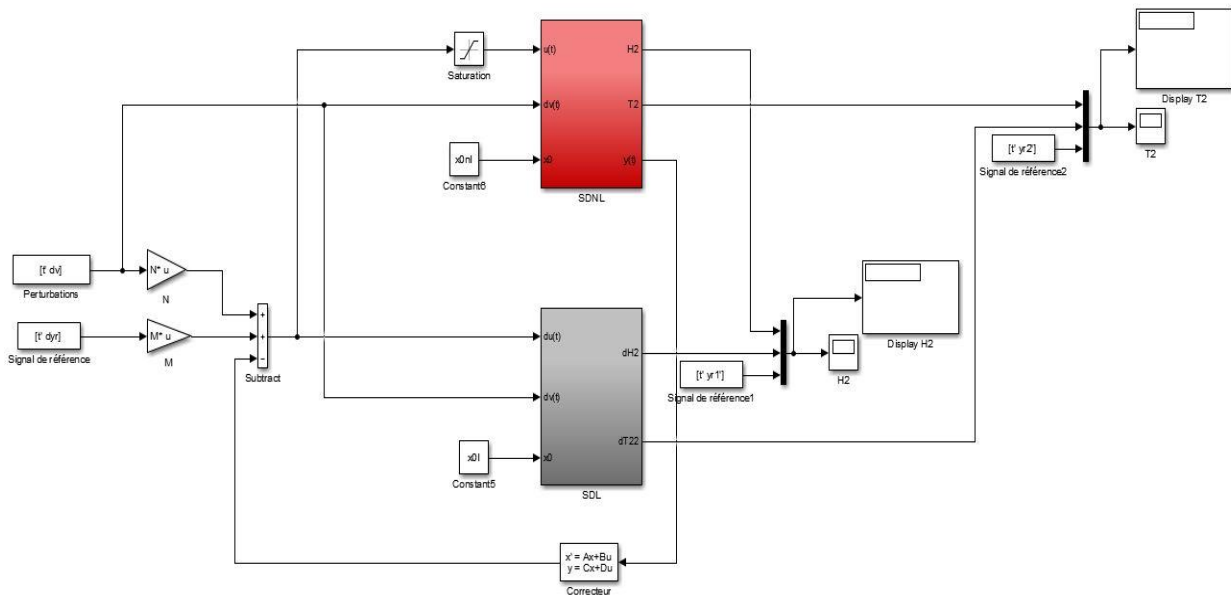 Display T2
u(t)
H2
Saturation
dv(t)
T2
[t' yr2']
T2
x0nl
x0
y(t)
Signal de référence2
Constant6
SDNL
[t' dv]
N* u
Perturbations
N
[t' dyr]
M* u
Signal de référence
M
+
+
−
Subtract
du(t)
dH2
Display H2
[t' yr1']
H2
Signal de référence1
dv(t)
dT22
x0l
x0
Constant5
SDL
x' = Ax+Bu
y = Cx+Du
Correcteur